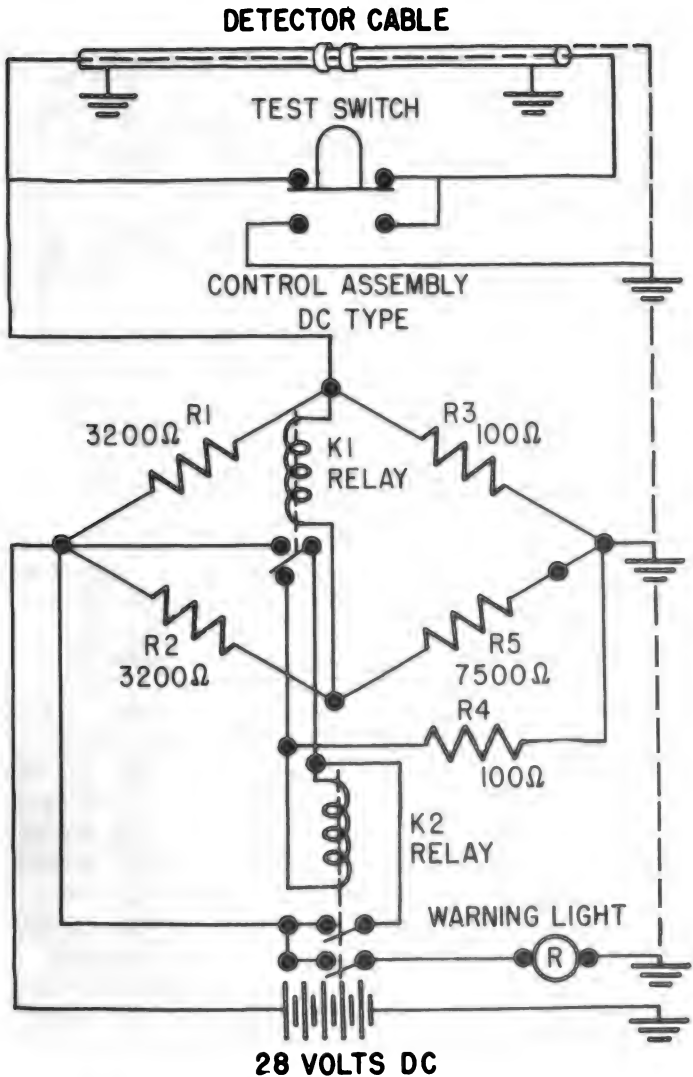 DETECTOR CABLE
TEST SWITCH
CONTROL ASSEMBLY
DC TYPE
R1
3200Ω
R3
100Ω
K1
RELAY
R2
3200Ω
R5
7500Ω
R4
100Ω
K2
RELAY
WARNING LIGHT
R
28 VOLTS DC